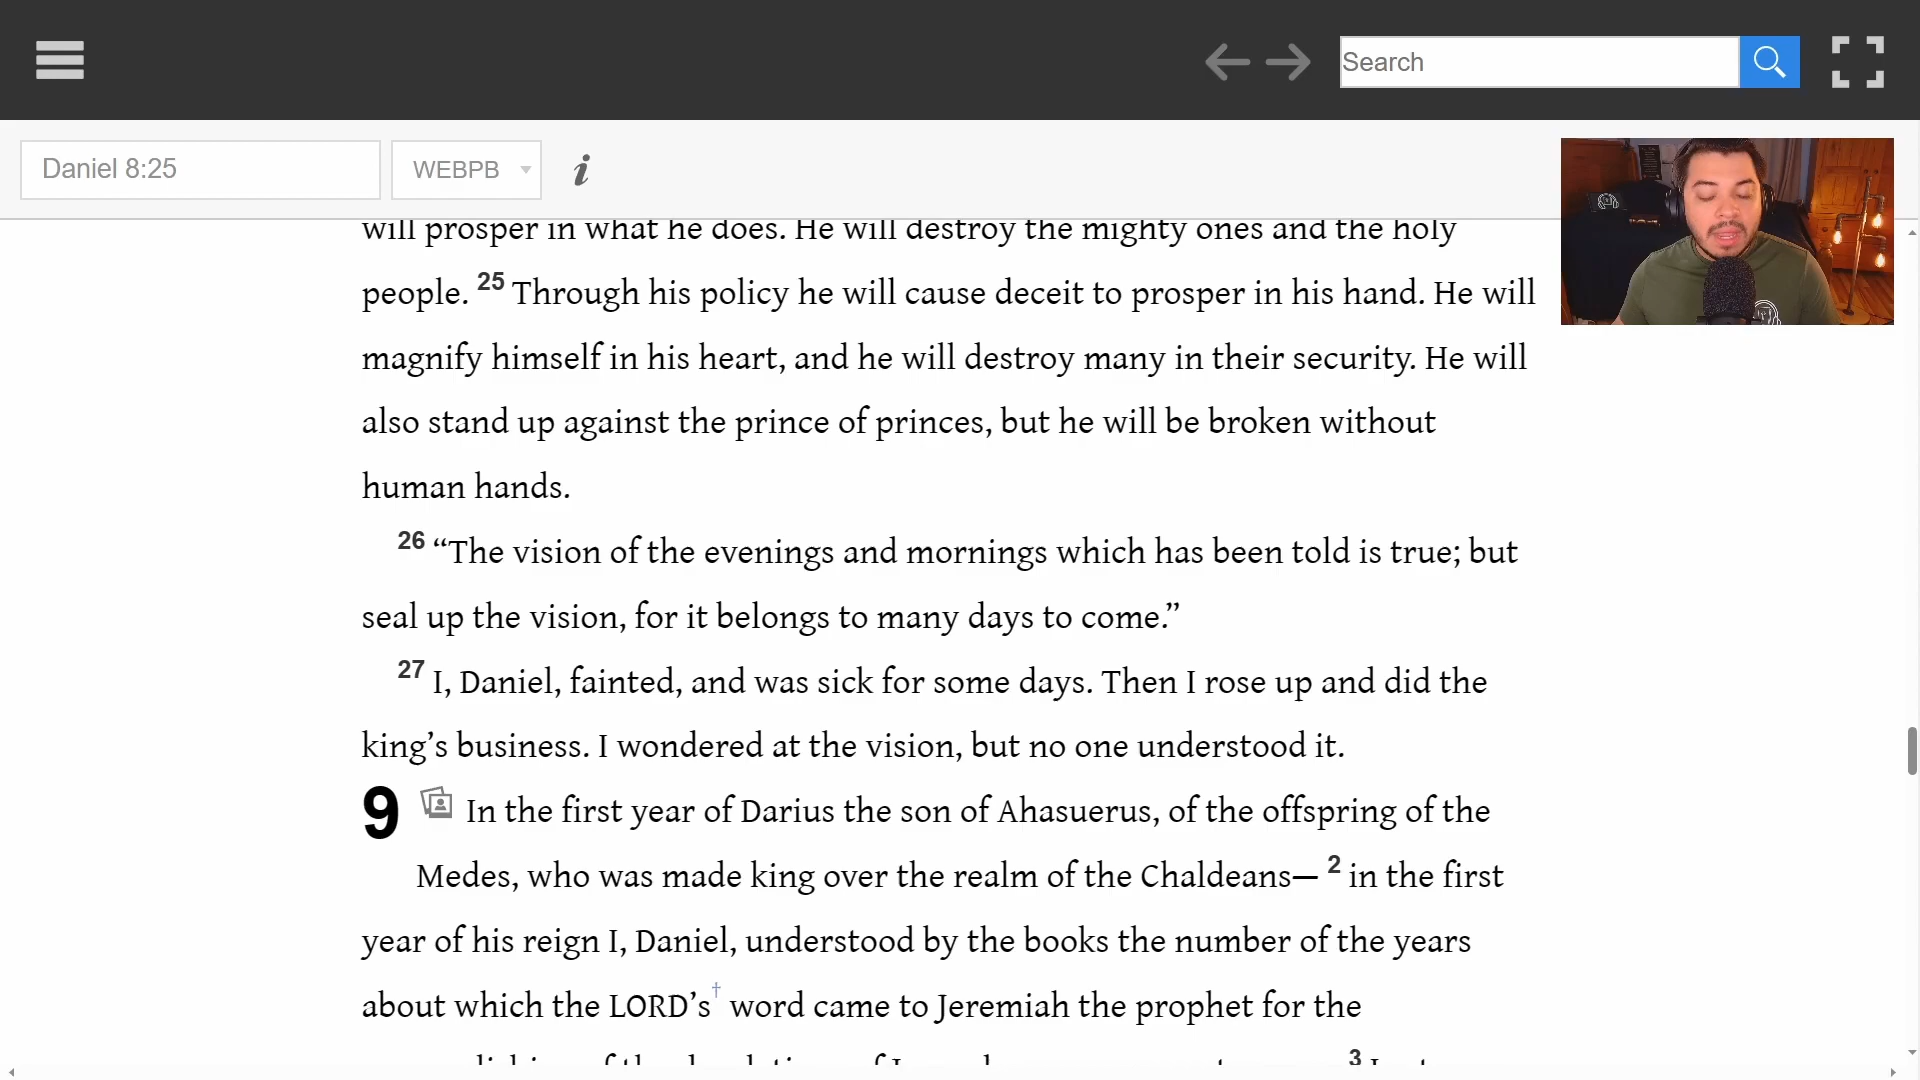 Search
Daniel 8:25
WEBPB
i
will prosper in what he does. He will destroy the mighty ones and the holy
people. 25 Through his policy he will cause deceit to prosper in his hand. He will
magnify himself in his heart, and he will destroy many in their security. He will
also stand up against the prince of princes, but he will be broken without
human hands.
26 “The vision of the evenings and mornings which has been told is true; but
seal up the vision, for it belongs to many days to come.”
27 I, Daniel, fainted, and was sick for some days. Then I rose up and did the
king’s business. I wondered at the vision, but no one understood it.
9 In the first year of Darius the son of Ahasuerus, of the offspring of the
Medes, who was made king over the realm of the Chaldeans— 2 in the first
year of his reign I, Daniel, understood by the books the number of the years
about which the LORD’s† word came to Jeremiah the prophet for the
3